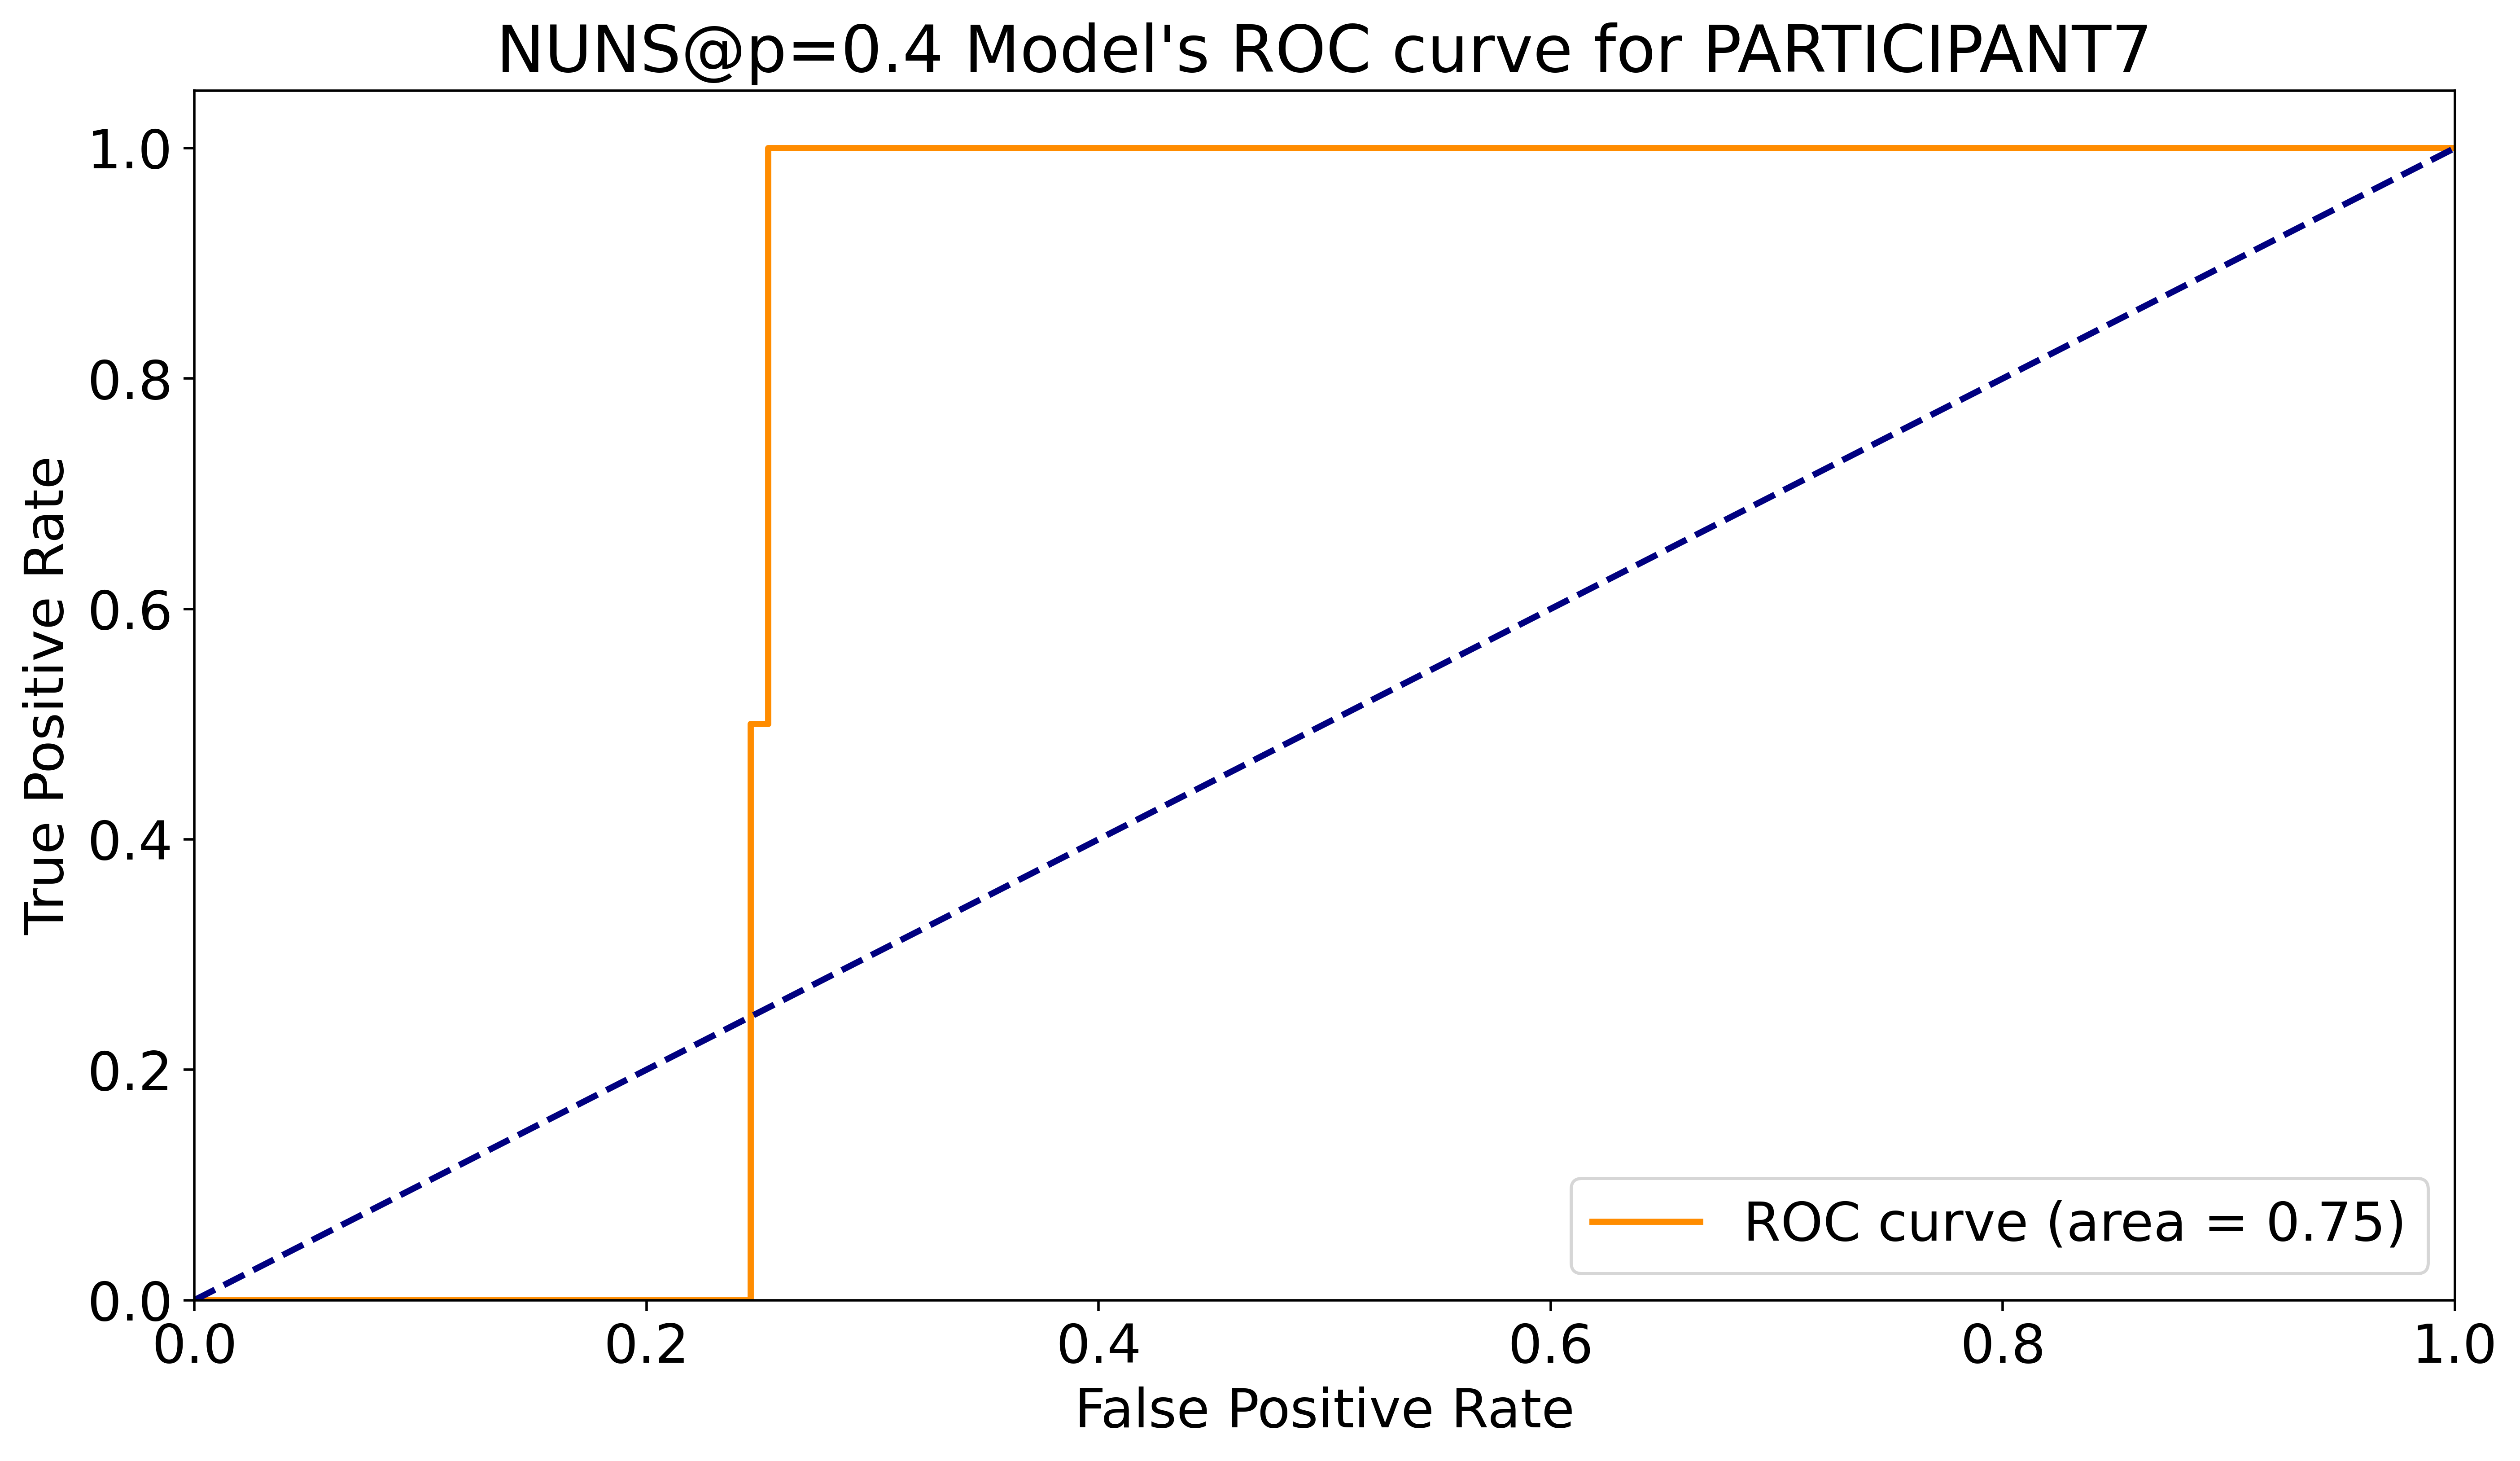 NUNS@p=0.4 Model's ROC curve for PARTICIPANT7
True Positive Rate
1.0
0.8
0.6
0.4
0.2
0.0
ROC curve (area = 0.75)
0.0 0.2 0.4 0.6 0.8 1.0
False Positive Rate